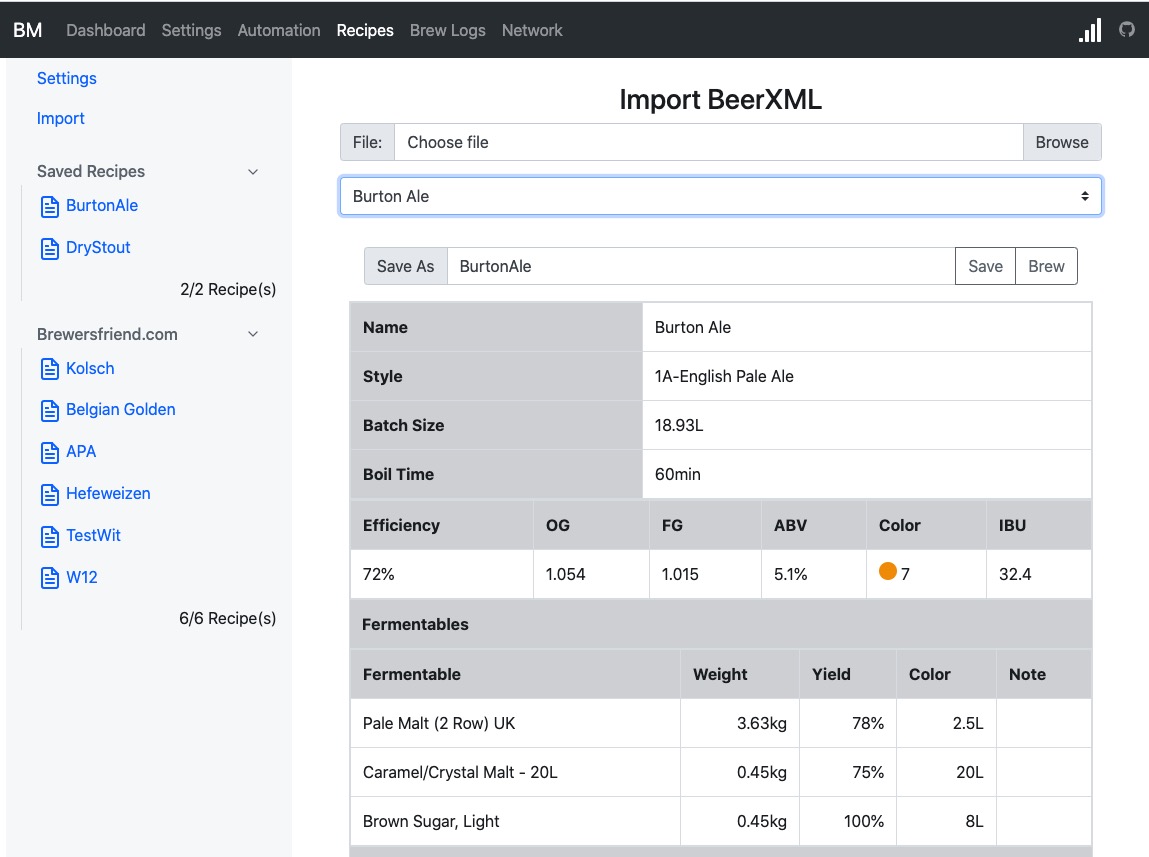 BM Dashboard Settings Automation Recipes Brew Logs Network
Settings
Import
Saved Recipes
BurtonAle
DryStout
2/2 Recipe(s)
Brewersfriend.com
Kolsch
Belgian Golden
APA
Hefeweizen
TestWit
W12
6/6 Recipe(s)
Import BeerXML
File: Choose file Browse
Burton Ale
Save As BurtonAle Save Brew
Name Burton Ale
Style 1A-English Pale Ale
Batch Size 18.93L
Boil Time 60min
Efficiency OG FG ABV Color IBU
72% 1.054 1.015 5.1% 7 32.4
Fermentables
Fermentable Weight Yield Color Note
Pale Malt (2 Row) UK 3.63kg 78% 2.5L
Caramel/Crystal Malt - 20L 0.45kg 75% 20L
Brown Sugar, Light 0.45kg 100% 8L